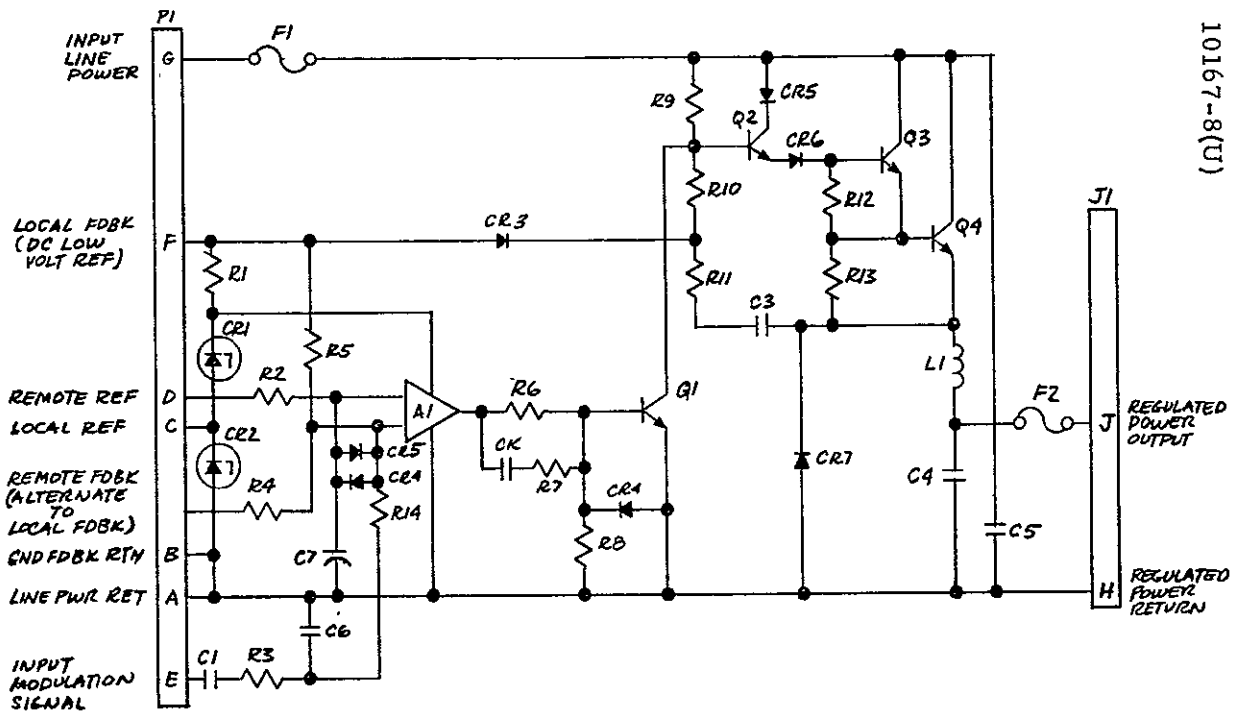 P1
INPUT
LINE
POWER
G
F1
R9
CR5
Q2
CR6
Q3
10167-8(U)
R10
R12
J1
LOCAL FDBK
(DC LOW
VOLT REF)
F
CR3
Q4
R1
R11
R13
C3
CR1
R5
L1
R2
R6
Q1
F2
REMOTE REF
D
A1
LOCAL REF
C
J
REGULATED
POWER
OUTPUT
CR2
CR5
CK
R7
CR7
C4
REMOTE FDBK
(ALTERNATE
TO
LOCAL FDBK)
R4
CR4
R14
CR4
C5
GND FDBK RTN
B
C7
R8
LINE PWR RET
A
H
REGULATED
POWER
RETURN
C6
INPUT
MODULATION
SIGNAL
E
C1
R3